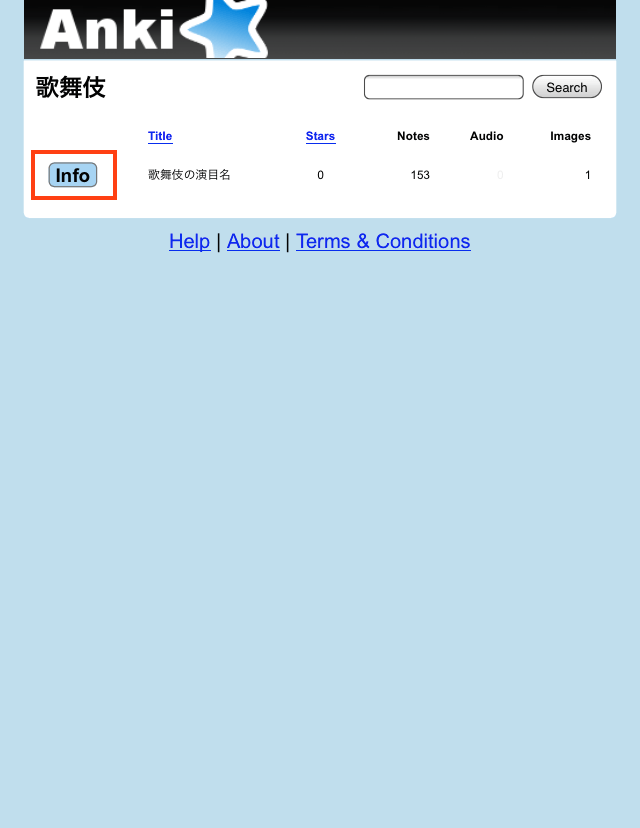 Anki
歌舞伎 Search
Title Stars Notes Audio Images
Info 歌舞伎の演目名 0 153 0 1
Help | About | Terms & Conditions